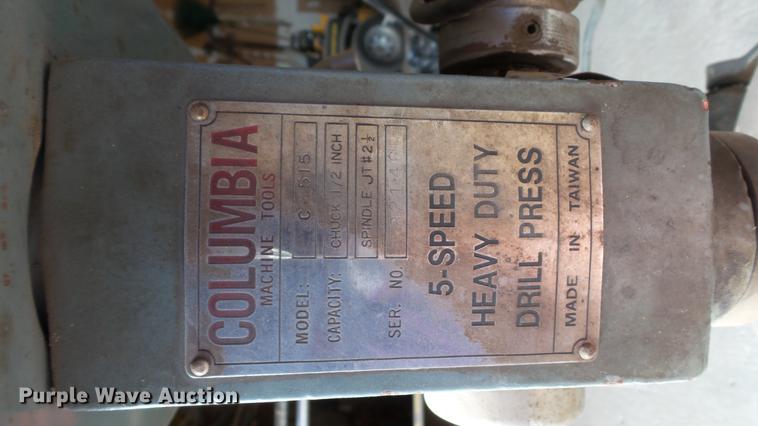 COLUMBIA
MACHINE TOOLS
MODEL: C 515
CAPACITY: CHUCK 1/2 INCH
SPINDLE JT#2½
SER. NO.
5-SPEED
HEAVY DUTY
DRILL PRESS
MADE IN TAIWAN
Purple Wave Auction